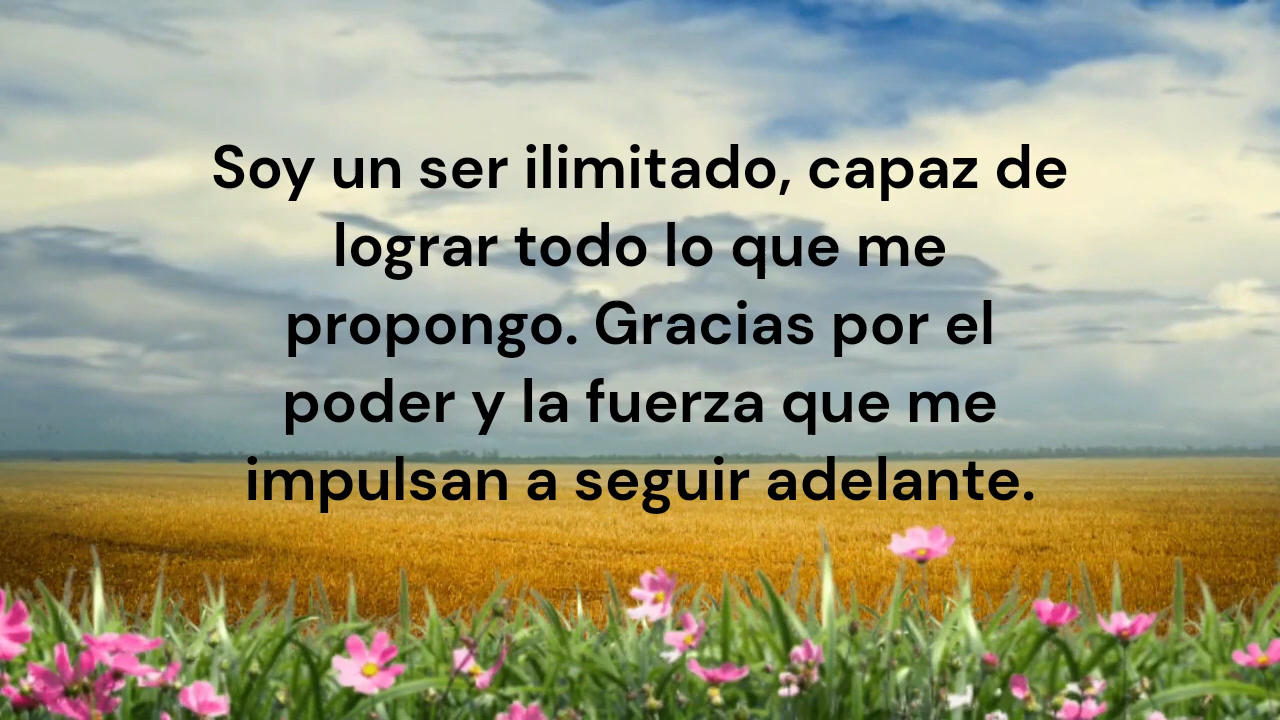 Soy un ser ilimitado, capaz de
lograr todo lo que me
propongo. Gracias por el
poder y la fuerza que me
impulsan a seguir adelante.